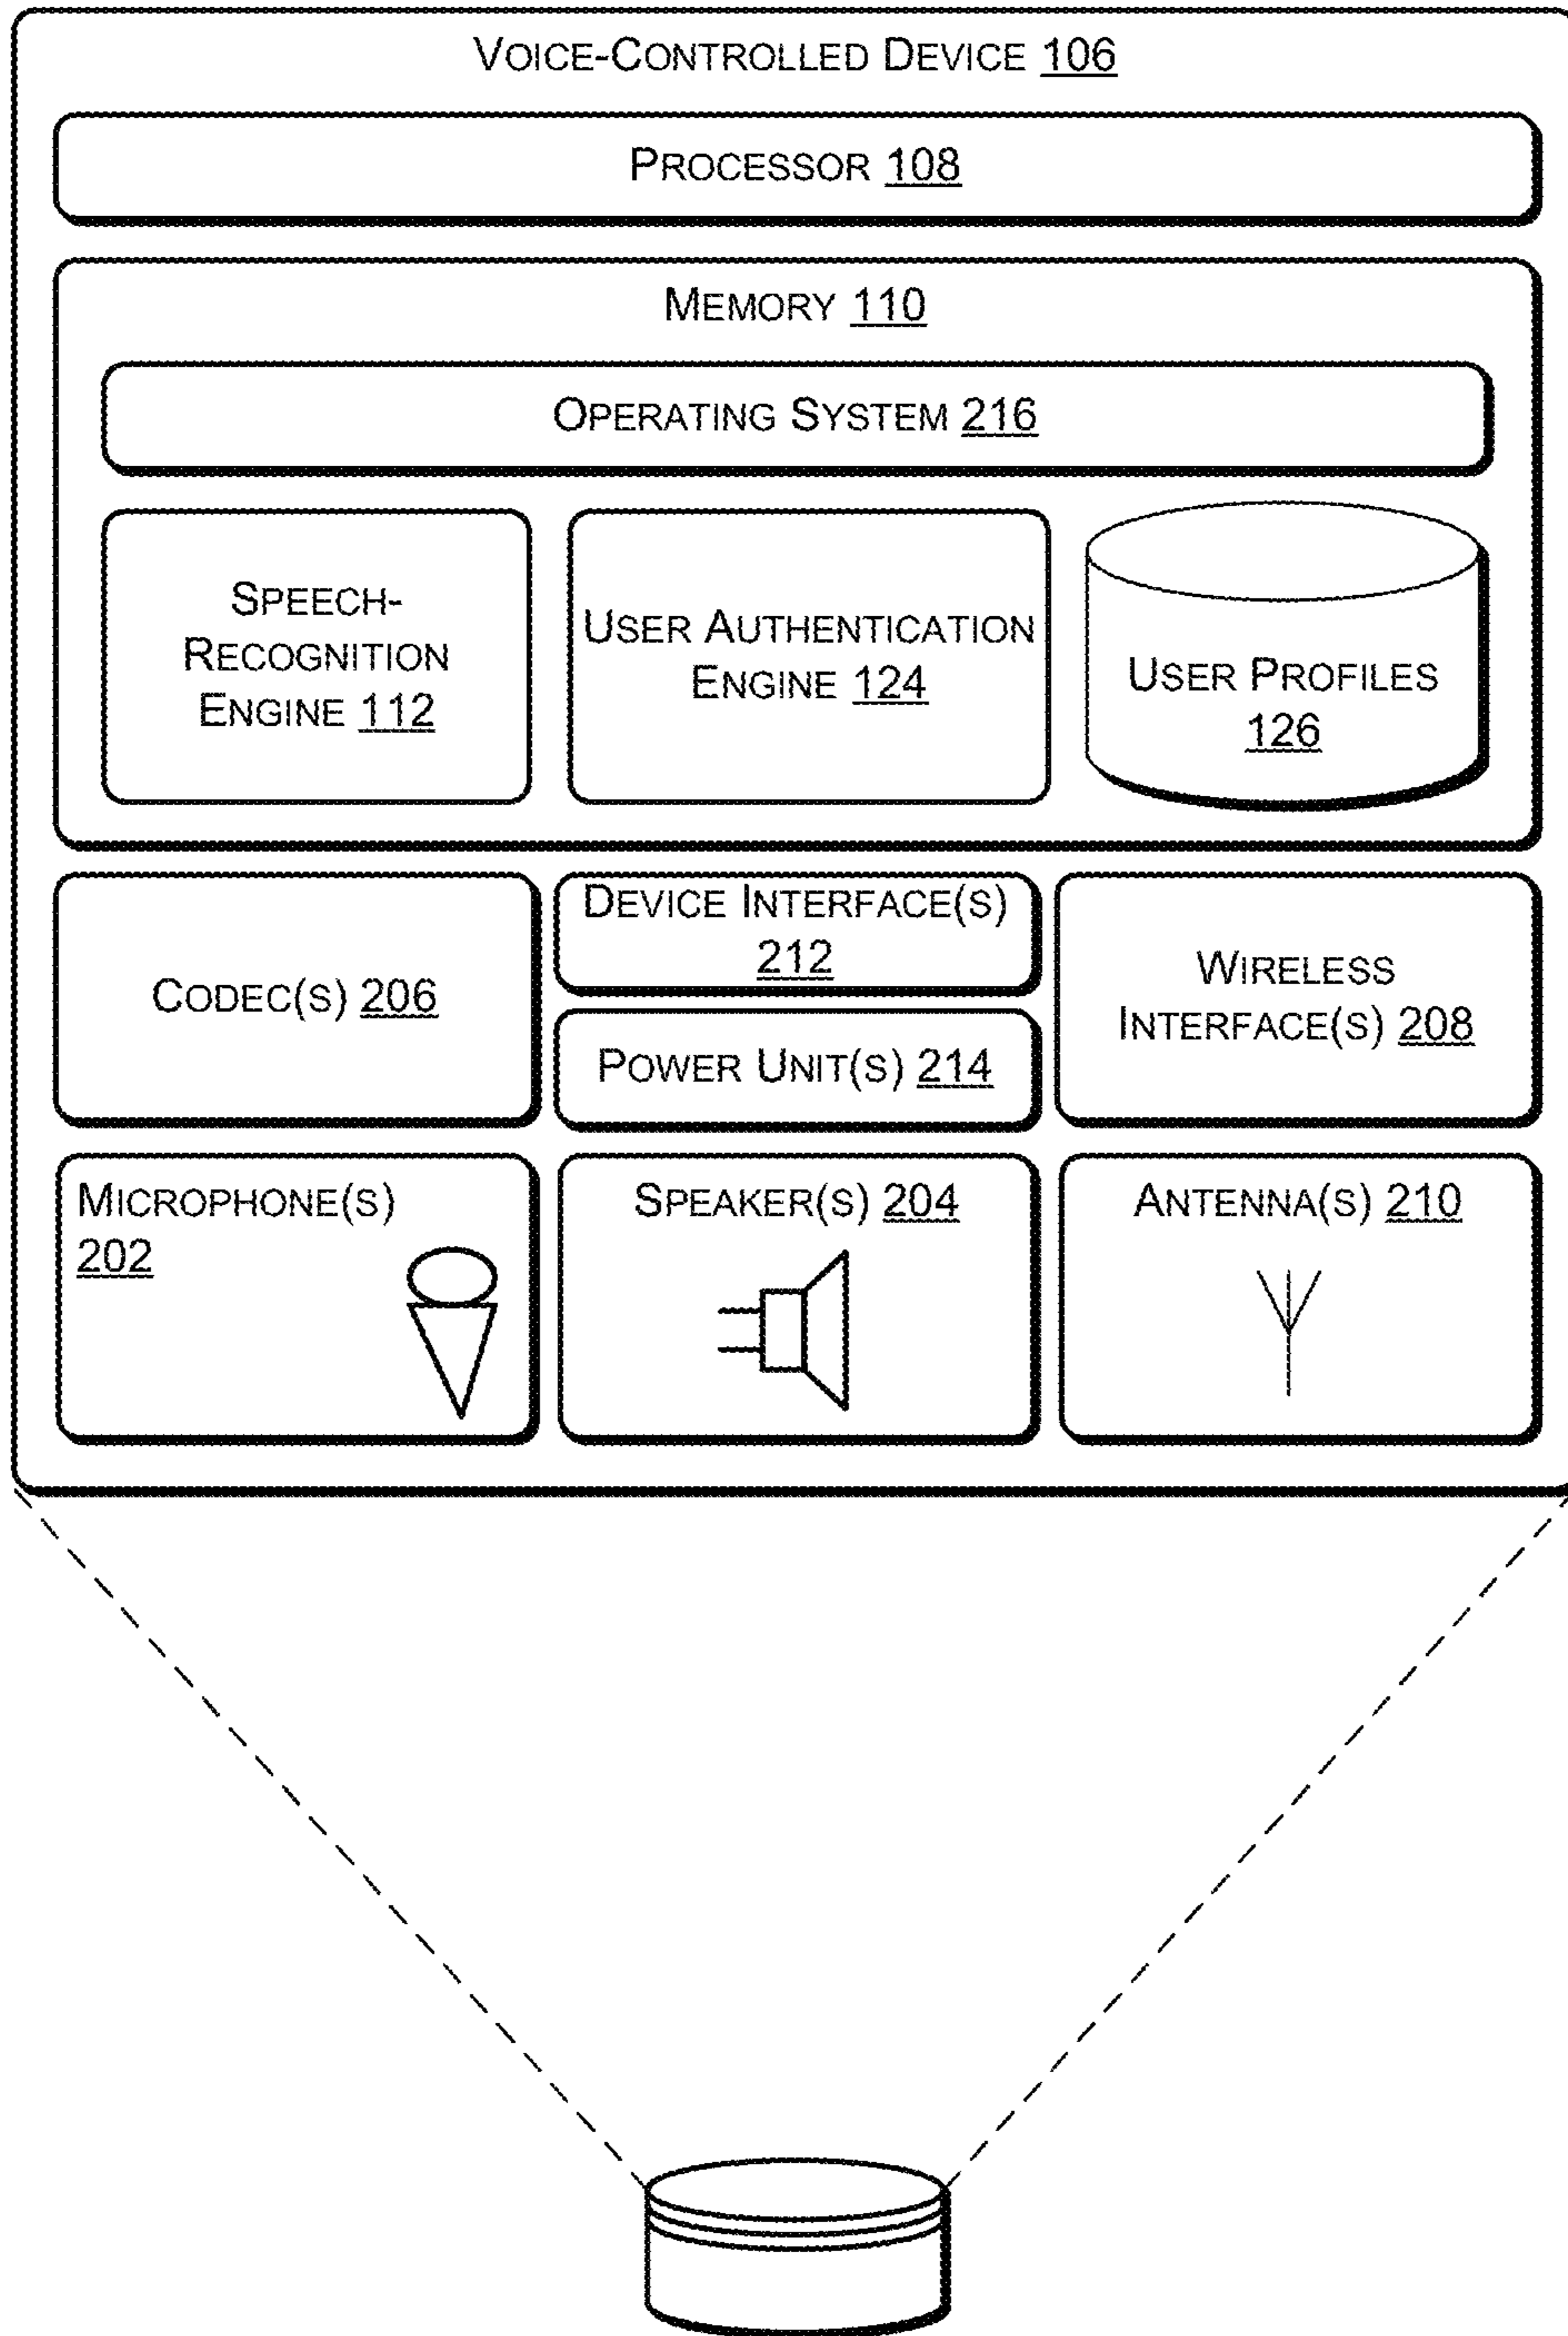 VOICE-CONTROLLED DEVICE 106
PROCESSOR 108
MEMORY 110
OPERATING SYSTEM 216
SPEECH-
RECOGNITION
ENGINE 112
USER AUTHENTICATION
ENGINE 124
USER PROFILES
126
CODEC(S) 206
DEVICE INTERFACE(S)
212
POWER UNIT(S) 214
WIRELESS
INTERFACE(S) 208
MICROPHONE(S)
202
SPEAKER(S) 204
ANTENNA(S) 210